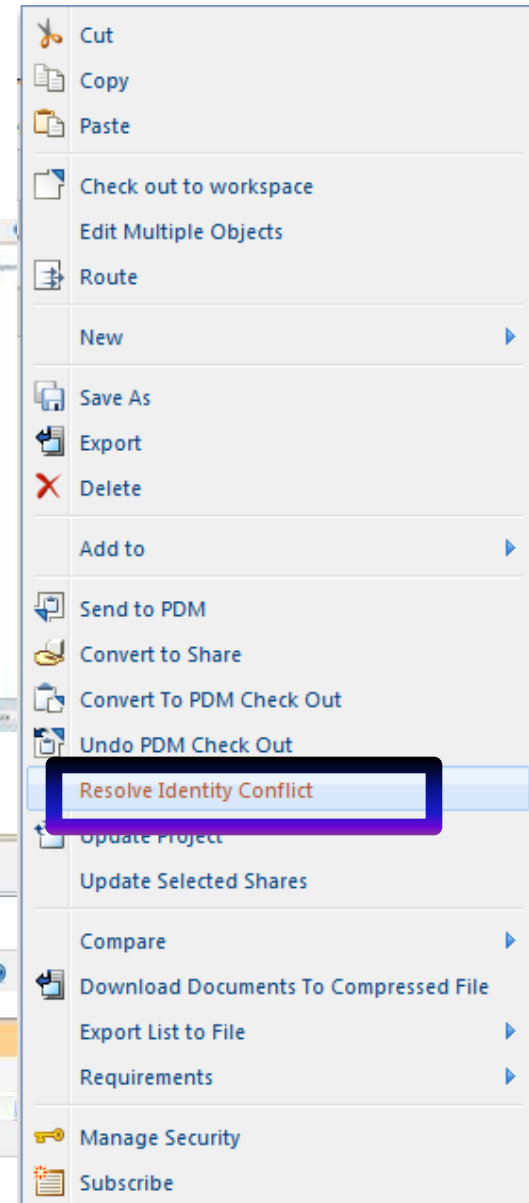 Cut
Copy
Paste
Check out to workspace
Edit Multiple Objects
Route
New
Save As
Export
Delete
Add to
Send to PDM
Convert to Share
Convert To PDM Check Out
Undo PDM Check Out
Resolve Identity Conflict
Update Project
Update Selected Shares
Compare
Download Documents To Compressed File
Export List to File
Requirements
Manage Security
Subscribe